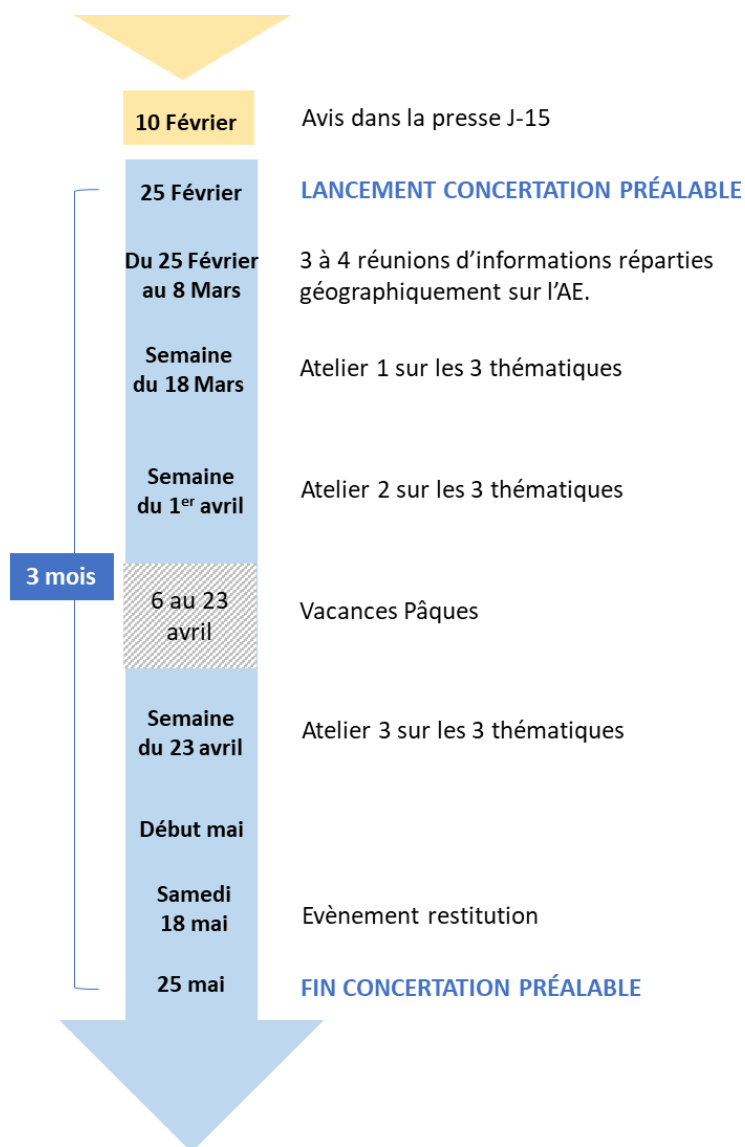 10 Février
Avis dans la presse J-15
25 Février
LANCEMENT CONCERTATION PRÉALABLE
Du 25 Février
au 8 Mars
3 à 4 réunions d’informations réparties
géographiquement sur l’AE.
Semaine
du 18 Mars
Atelier 1 sur les 3 thématiques
Semaine
du 1er avril
Atelier 2 sur les 3 thématiques
3 mois
6 au 23
avril
Vacances Pâques
Semaine
du 23 avril
Atelier 3 sur les 3 thématiques
Début mai
Samedi
18 mai
Evènement restitution
25 mai
FIN CONCERTATION PRÉALABLE